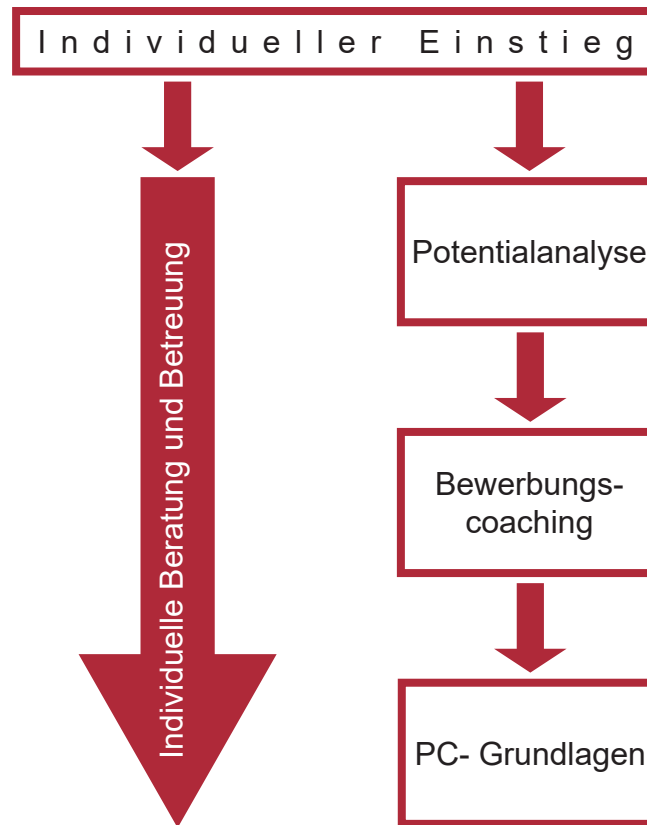 Individueller Einstieg
Individuelle Beratung und Betreuung
Potentialanalyse
Bewerbungs-
coaching
PC- Grundlagen